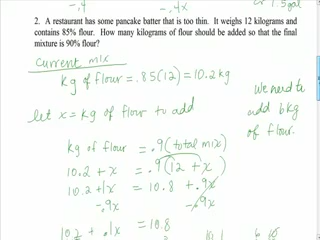 -.4     -.4x
2. A restaurant has some pancake batter that is too thin. It weighs 12 kilograms and
contains 85% flour. How many kilograms of flour should be added so that the final
mixture is 90% flour?
Current mix
kg of flour = .85(12) = 10.2 kg
let x = kg of flour to add
We need to
add 6kg
of flour.
kg of flour = .9(total mix)
10.2 + x = .9(12 + x)
10.2 + 1x = 10.8 + .9x
-.9x     -.9x
10.2 + .1x = 10.8